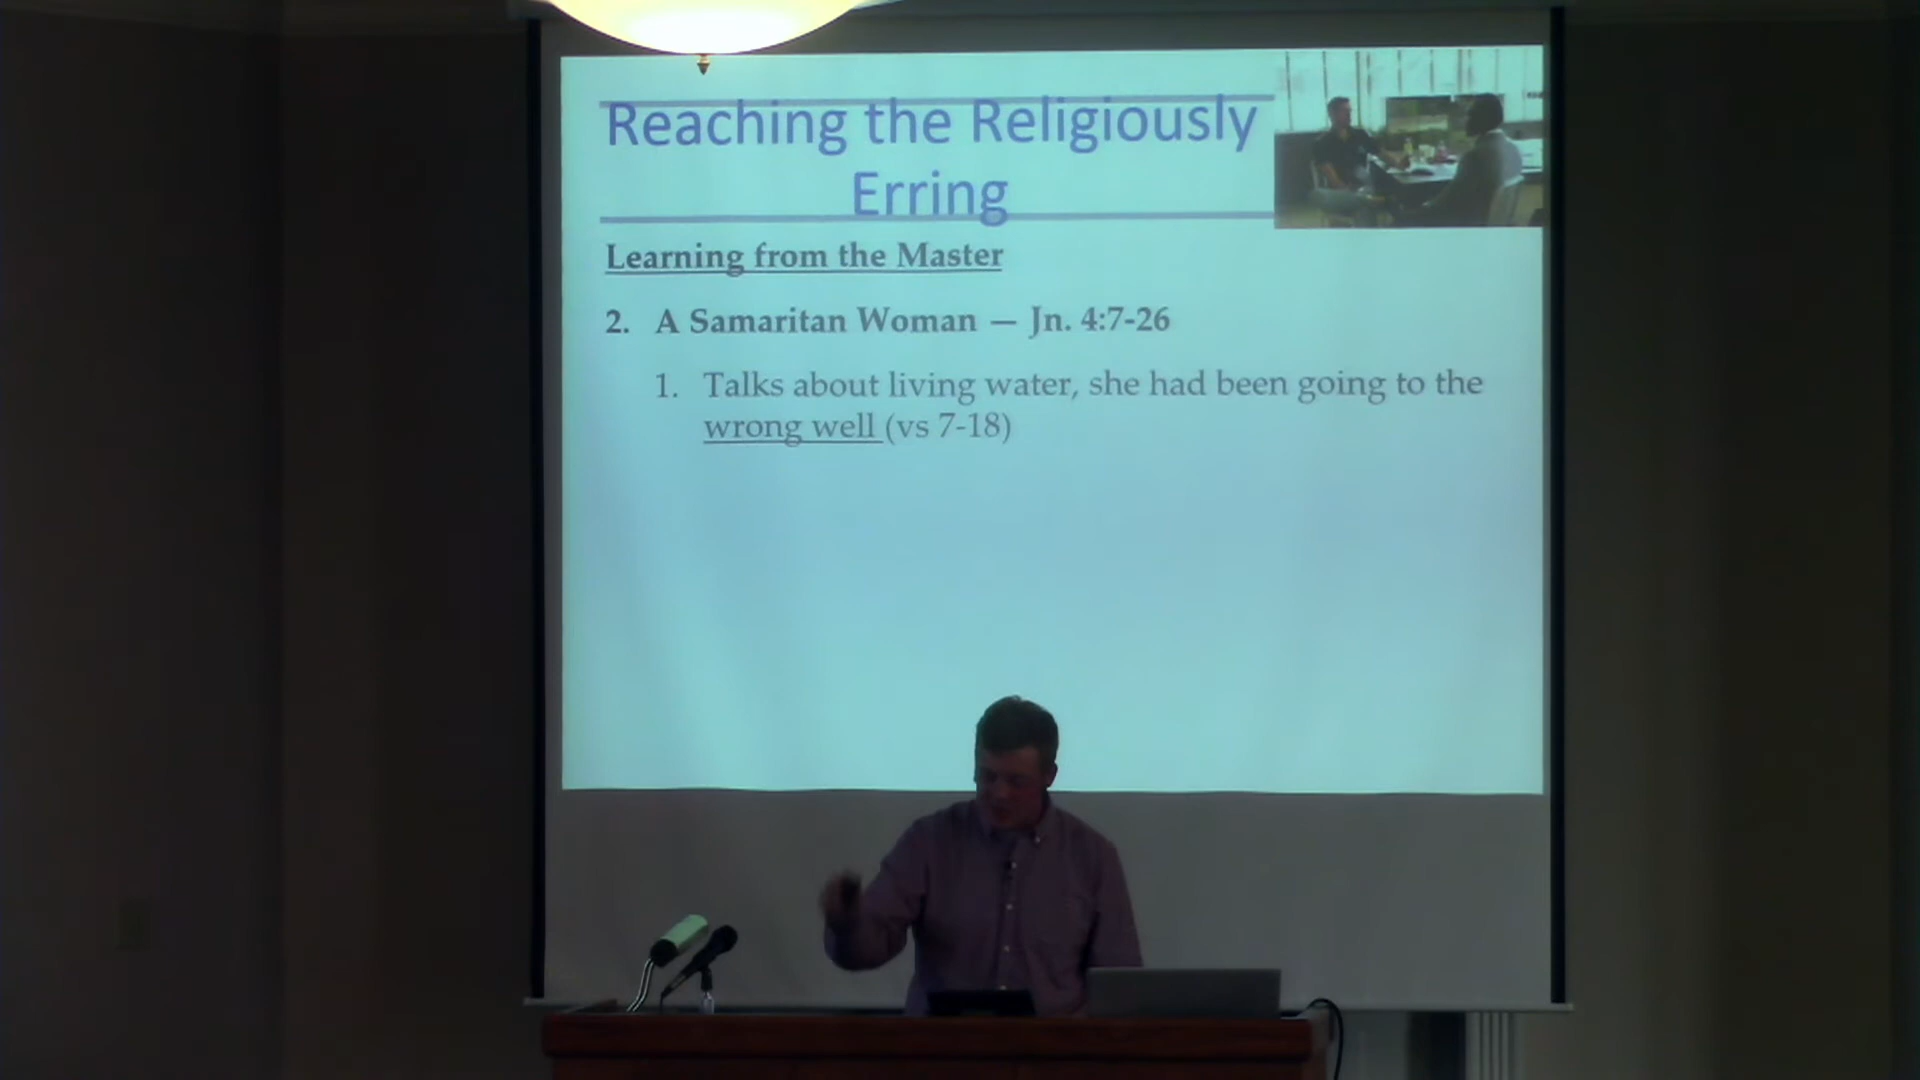 Reaching the Religiously
Erring
Learning from the Master
2. A Samaritan Woman — Jn. 4:7-26
1. Talks about living water, she had been going to the
wrong well (vs 7-18)